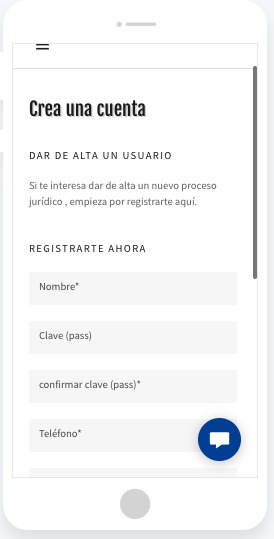 Crea una cuenta
DAR DE ALTA UN USUARIO
Si te interesa dar de alta un nuevo proceso
jurídico , empieza por registrarte aquí.
REGISTRARTE AHORA
Nombre*
Clave (pass)
confirmar clave (pass)*
Teléfono*